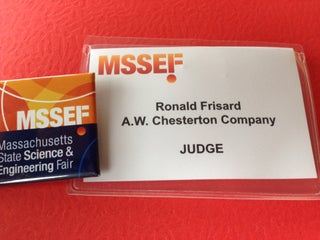 MSSEF
Massachusetts
State Science &
Engineering Fair
MSSEF
Ronald Frisard
A.W. Chesterton Company
JUDGE